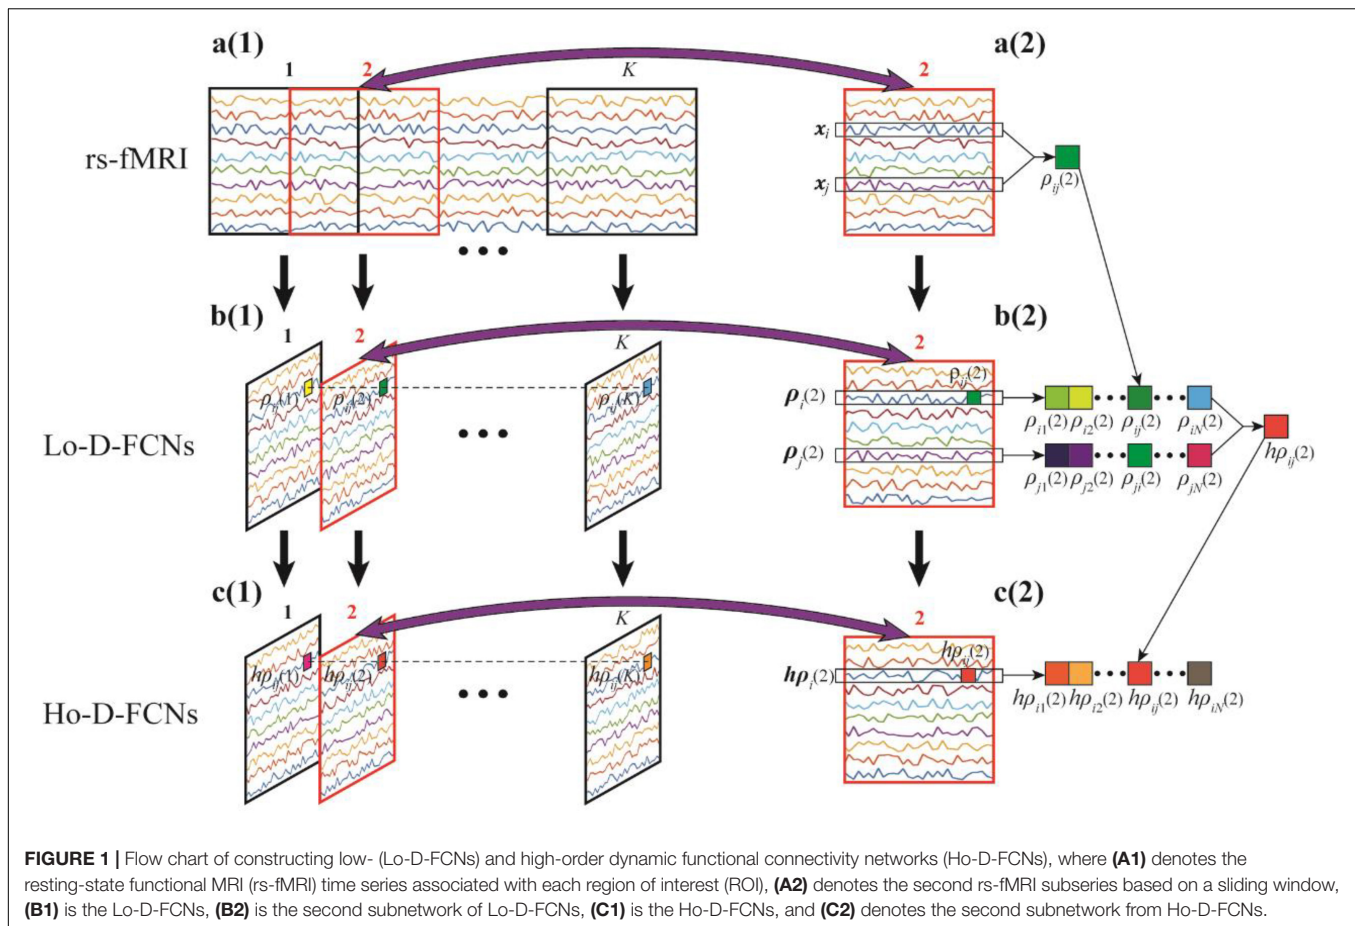 a(1)
a(2)
1
2
K
2
rs-fMRI
x_i
x_j
ρ_ij(2)
b(1)
b(2)
1
2
K
2
Lo-D-FCNs
ρ_ij(1)
ρ_ij(2)
ρ_ij(K)
ρ_ij(2)
ρ_i(2)
ρ_j(2)
ρ_i1(2) ρ_i2(2) ρ_ij(2) ρ_iN(2)
ρ_j1(2) ρ_j2(2) ρ_ji(2) ρ_jN(2)
hρ_ij(2)
c(1)
c(2)
1
2
K
2
Ho-D-FCNs
hρ_ij(1)
hρ_ij(2)
hρ_ij(K)
hρ_ij(2)
hρ_i(2)
hρ_i1(2) hρ_i2(2) hρ_ij(2) hρ_iN(2)
FIGURE 1 | Flow chart of constructing low- (Lo-D-FCNs) and high-order dynamic functional connectivity networks (Ho-D-FCNs), where (A1) denotes the
resting-state functional MRI (rs-fMRI) time series associated with each region of interest (ROI), (A2) denotes the second rs-fMRI subseries based on a sliding window,
(B1) is the Lo-D-FCNs, (B2) is the second subnetwork of Lo-D-FCNs, (C1) is the Ho-D-FCNs, and (C2) denotes the second subnetwork from Ho-D-FCNs.